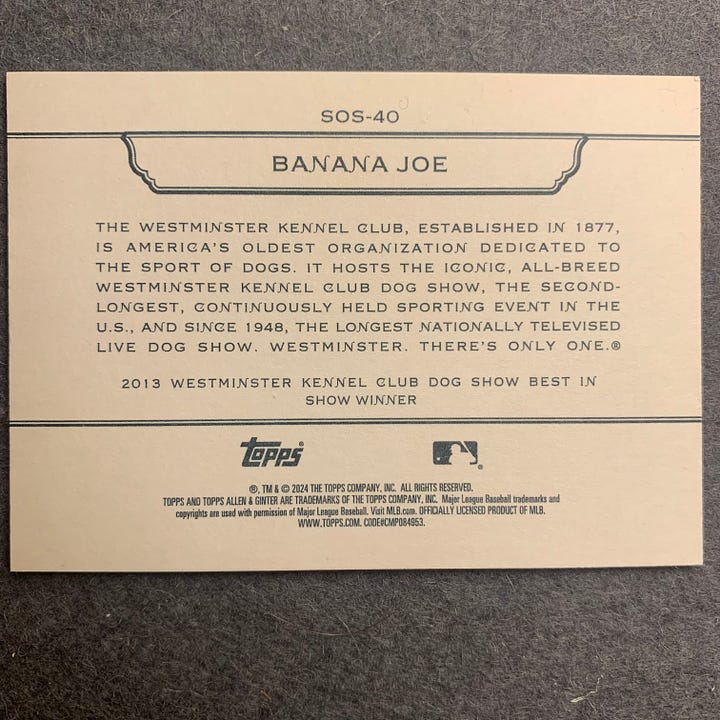 SOS-40
BANANA JOE
THE WESTMINSTER KENNEL CLUB, ESTABLISHED IN 1877,
IS AMERICA'S OLDEST ORGANIZATION DEDICATED TO
THE SPORT OF DOGS. IT HOSTS THE ICONIC, ALL-BREED
WESTMINSTER KENNEL CLUB DOG SHOW, THE SECOND-
LONGEST, CONTINUOUSLY HELD SPORTING EVENT IN THE
U.S., AND SINCE 1948, THE LONGEST NATIONALLY TELEVISED
LIVE DOG SHOW. WESTMINSTER. THERE'S ONLY ONE.®
2013 WESTMINSTER KENNEL CLUB DOG SHOW BEST IN
SHOW WINNER
Topps®
®, TM & © 2024 THE TOPPS COMPANY, INC. ALL RIGHTS RESERVED.
TOPPS AND TOPPS ALLEN & GINTER ARE TRADEMARKS OF THE TOPPS COMPANY, INC. Major League Baseball trademarks and
copyrights are used with permission of Major League Baseball. Visit MLB.com. OFFICIALLY LICENSED PRODUCT OF MLB.
WWW.TOPPS.COM. CODE#CMP084953.